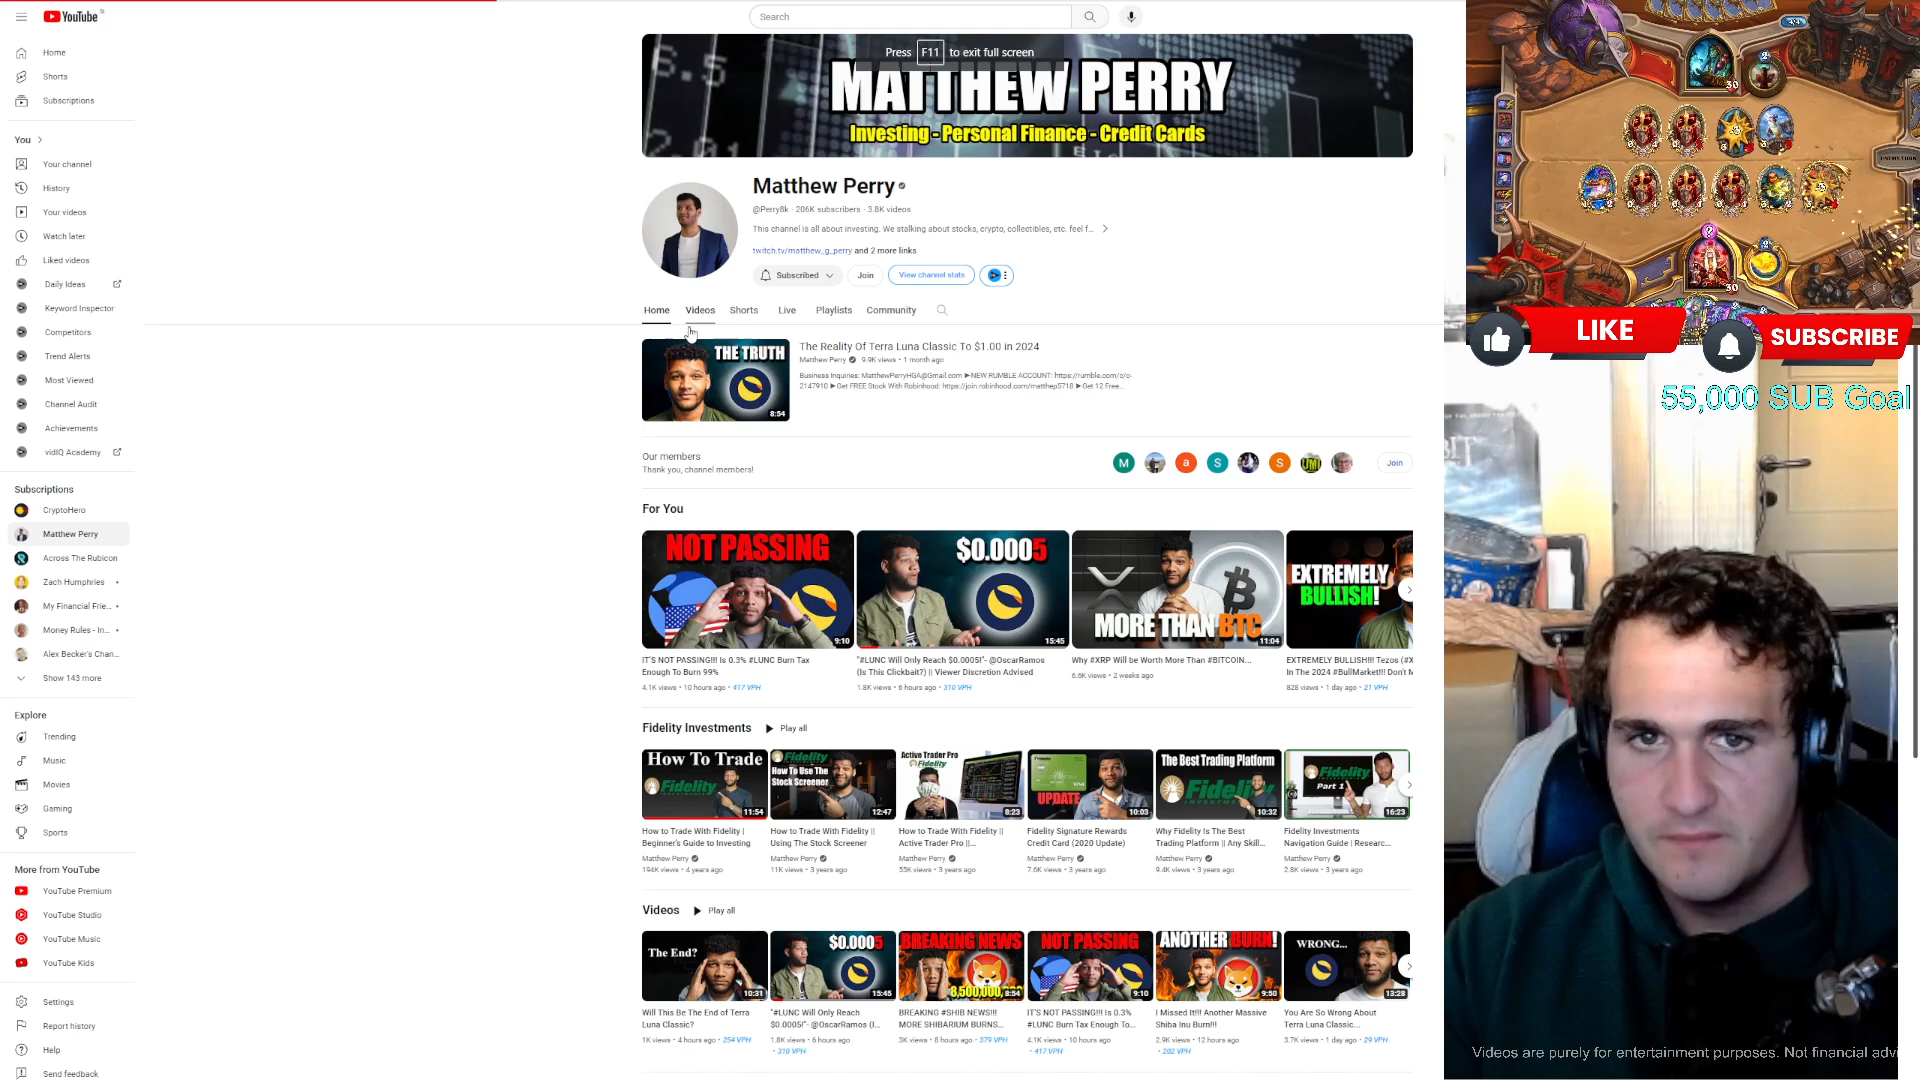 YouTube SI
Search
Home
Shorts
Subscriptions
You
Your channel
History
Your videos
Watch later
Liked videos
Daily Ideas
Keyword Inspector
Competitors
Trend Alerts
Most Viewed
Channel Audit
Achievements
vidIQ Academy
Subscriptions
CryptoHero
Matthew Perry
Across The Rubicon
Zach Humphries
My Financial Frie...
Money Rules - In...
Alex Becker's Chan...
Show 143 more
Explore
Trending
Music
Movies
Gaming
Sports
More from YouTube
YouTube Premium
YouTube Studio
YouTube Music
YouTube Kids
Settings
Report history
Help
Send feedback
Press F11 to exit full screen
MATTHEW PERRY
Investing - Personal Finance - Credit Cards
Matthew Perry
@Perry8k · 206K subscribers · 3.8K videos
This channel is all about investing. We stalking about stocks, crypto, collectibles, etc. feel f...
twitch.tv/matthew_g_perry and 2 more links
Subscribed
Join
View channel stats
Home Videos Shorts Live Playlists Community
THE TRUTH
8:54
The Reality Of Terra Luna Classic To $1.00 in 2024
Matthew Perry 9.9K views • 1 month ago
Business Inquiries: MatthewPerryHGA@Gmail.com ►NEW RUMBLE ACCOUNT: https://rumble.com/c/c-
2147910 ►Get FREE Stock With Robinhood: https://join.robinhood.com/matthep5718 ►Get 12 Free...
Our members
Thank you, channel members!
M a S S
Join
For You
NOT PASSING
9:10
IT'S NOT PASSING!!! Is 0.3% #LUNC Burn Tax
Enough To Burn 99%
4.1K views • 10 hours ago • 417 VPH
$0.0005
15:45
"#LUNC Will Only Reach $0.0005!"- @OscarRamos
(Is This Clickbait?) || Viewer Discretion Advised
1.8K views • 6 hours ago • 310 VPH
MORE THAN BTC
11:04
Why #XRP Will be Worth More Than #BITCOIN...
6.6K views • 2 weeks ago
EXTREMELY
BULLISH!
EXTREMELY BULLISH!!! Tezos (#X
In The 2024 #BullMarket!!! Don't M
828 views • 1 day ago • 21 VPH
Fidelity Investments
Play all
How To Trade
Fidelity
11:54
How to Trade With Fidelity |
Beginner's Guide to Investing
Matthew Perry
194K views • 4 years ago
Fidelity
How To Use The
Stock Screener
12:47
How to Trade With Fidelity ||
Using The Stock Screener
Matthew Perry
11K views • 3 years ago
Active Trader Pro
Fidelity
8:23
How to Trade With Fidelity ||
Active Trader Pro ||...
Matthew Perry
55K views • 3 years ago
UPDATE
10:03
Fidelity Signature Rewards
Credit Card (2020 Update)
Matthew Perry
7.6K views • 3 years ago
The Best Trading Platform
Fidelity
10:32
Why Fidelity Is The Best
Trading Platform || Any Skill...
Matthew Perry
9.4K views • 3 years ago
Fidelity
Part 1
16:23
Fidelity Investments
Navigation Guide | Researc...
Matthew Perry
2.8K views • 3 years ago
Videos
Play all
The End?
10:31
Will This Be The End of Terra
Luna Classic?
1K views • 4 hours ago • 254 VPH
$0.0005
15:45
"#LUNC Will Only Reach
$0.0005!"- @OscarRamos (I...
1.8K views • 6 hours ago
• 310 VPH
BREAKING NEWS
8,500,000,
8:54
BREAKING #SHIB NEWS!!!
MORE SHIBARIUM BURNS...
3K views • 8 hours ago • 379 VPH
NOT PASSING
9:10
IT'S NOT PASSING!!! Is 0.3%
#LUNC Burn Tax Enough To...
4.1K views • 10 hours ago
• 417 VPH
ANOTHER BURN!
9:50
I Missed It!!! Another Massive
Shiba Inu Burn!!!
2.9K views • 12 hours ago
• 202 VPH
WRONG...
13:28
You Are So Wrong About
Terra Luna Classic...
3.7K views • 1 day ago • 29 VPH
30
30
LIKE
SUBSCRIBE
55,000 SUB Goal
Videos are purely for entertainment purposes. Not financial advi